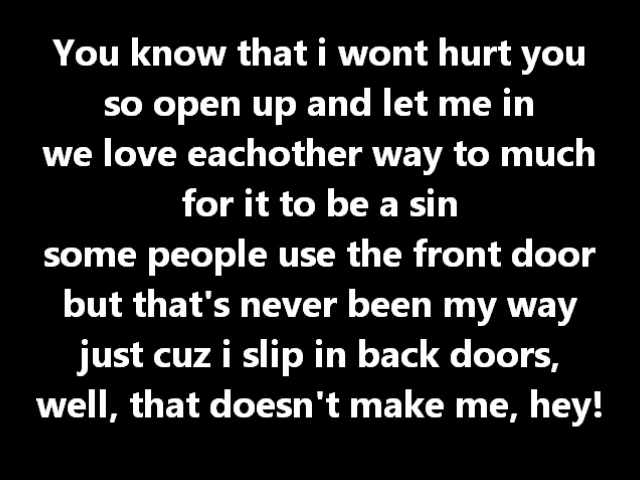 You know that i wont hurt you
so open up and let me in
we love eachother way to much
for it to be a sin
some people use the front door
but that's never been my way
just cuz i slip in back doors,
well, that doesn't make me, hey!